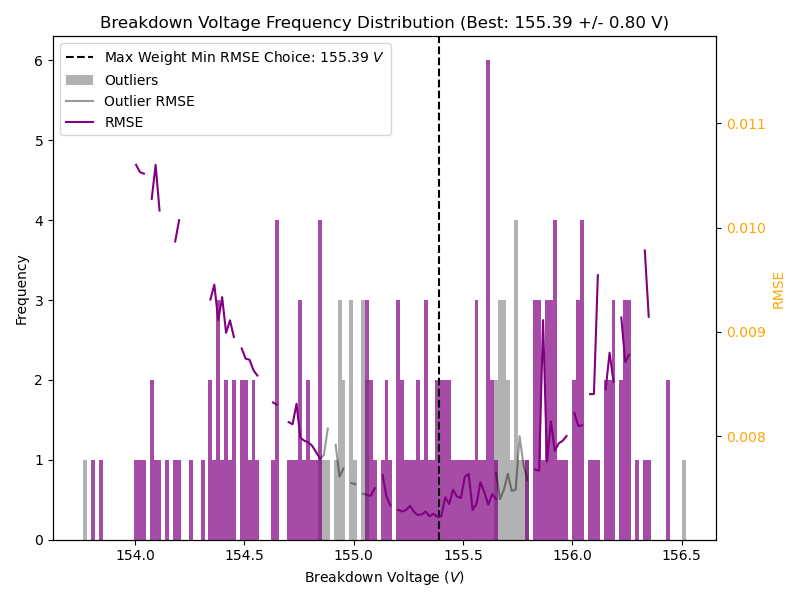 Breakdown Voltage Frequency Distribution (Best: 155.39 +/- 0.80 V)
Max Weight Min RMSE Choice: 155.39 V
Outliers
Outlier RMSE
RMSE
6
5
4
3
2
1
0
Frequency
0.011
0.010
0.009
0.008
RMSE
154.0 154.5 155.0 155.5 156.0 156.5
Breakdown Voltage (V)